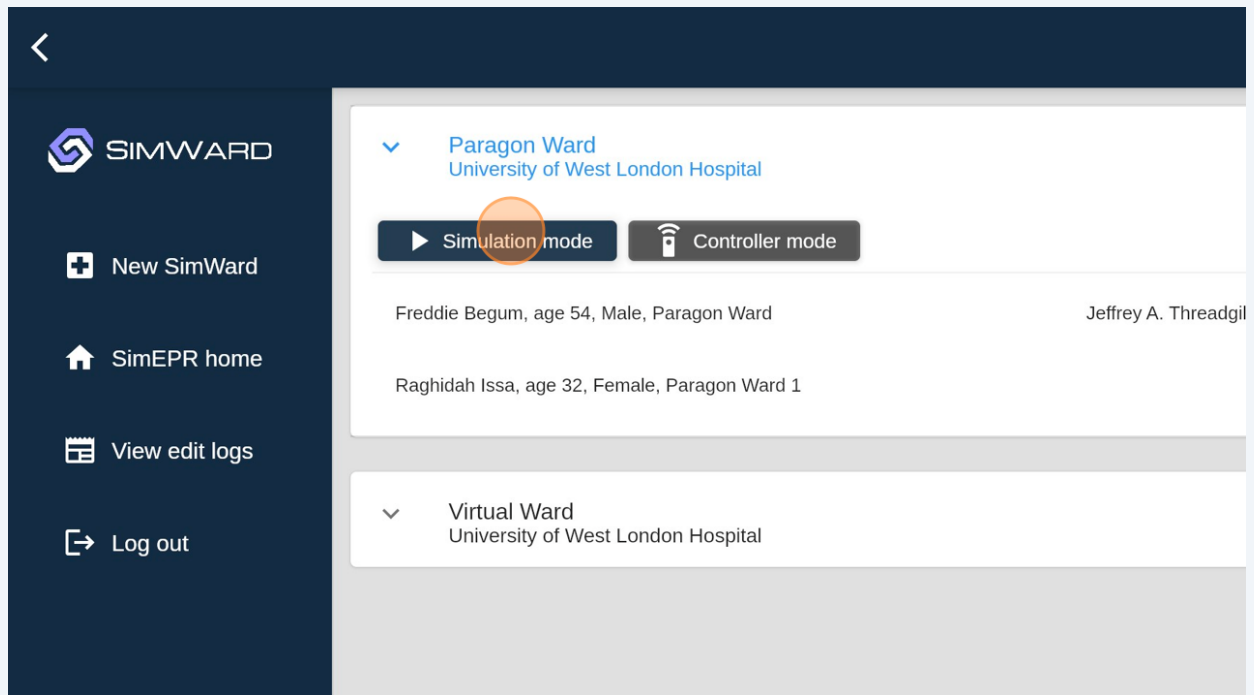 SIMWARD
New SimWard
SimEPR home
View edit logs
Log out
Paragon Ward
University of West London Hospital
Simulation mode
Controller mode
Freddie Begum, age 54, Male, Paragon Ward
Jeffrey A. Threadgil
Raghidah Issa, age 32, Female, Paragon Ward 1
Virtual Ward
University of West London Hospital